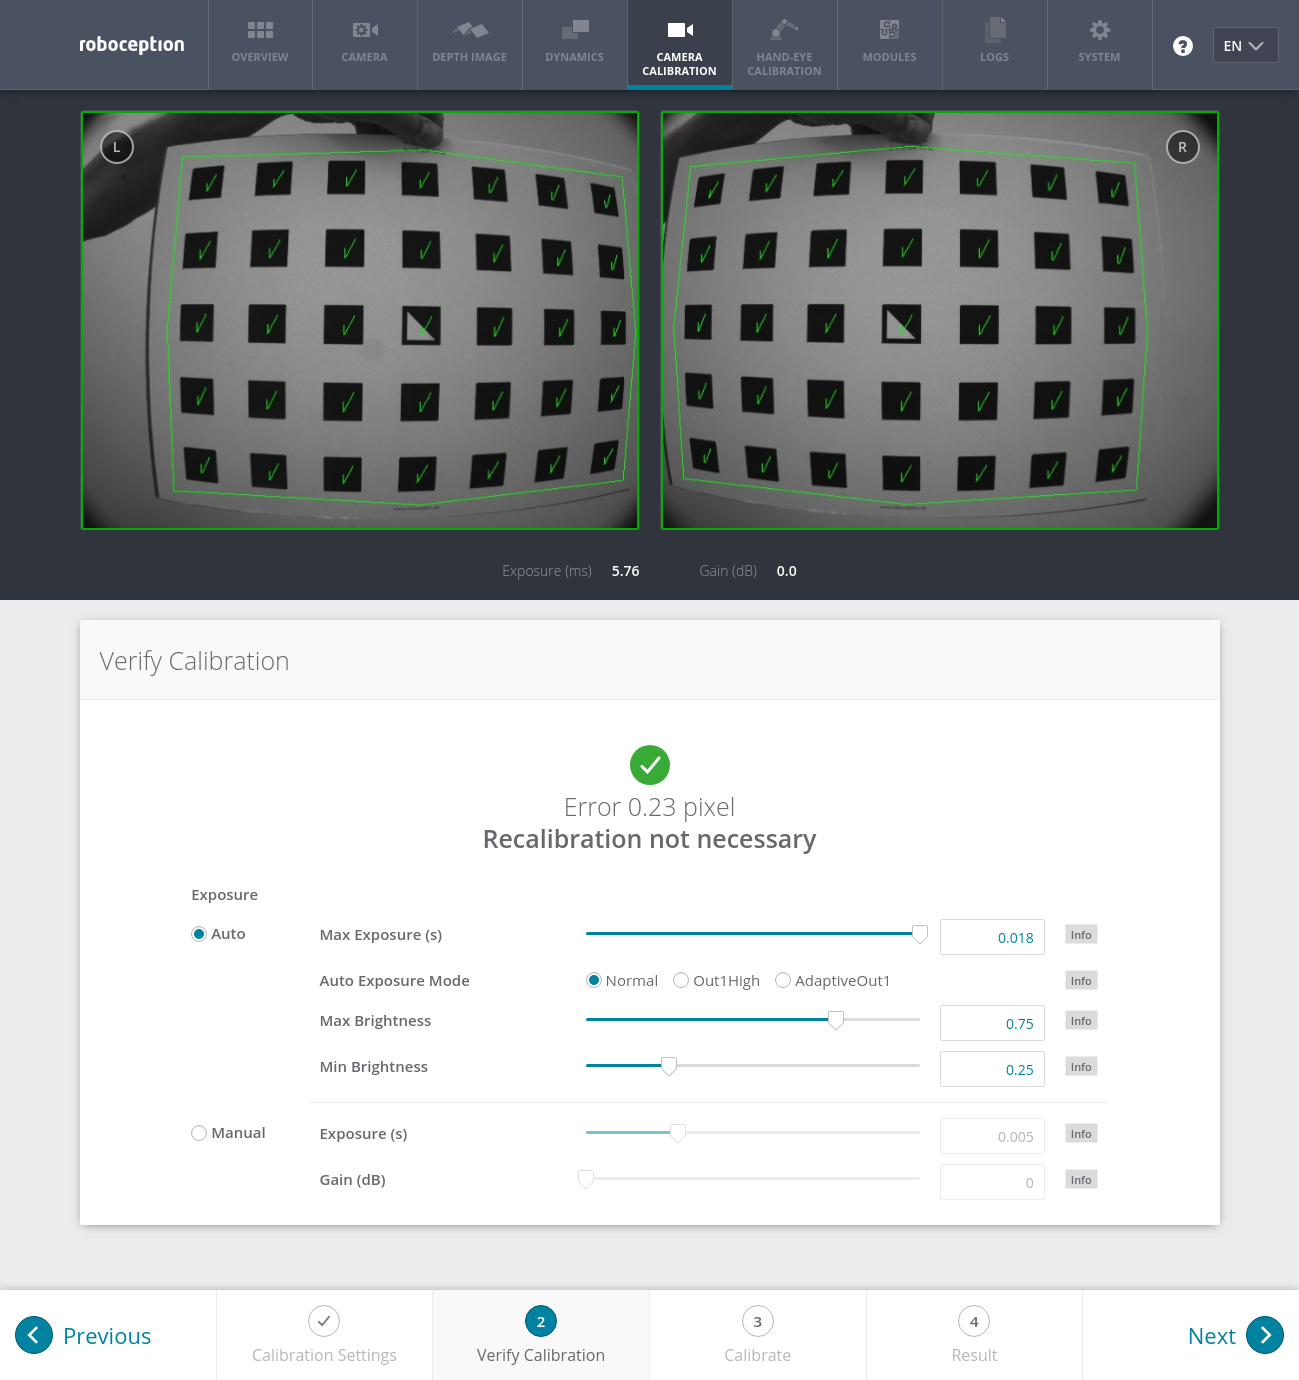 roboception
OVERVIEW
CAMERA
DEPTH IMAGE
DYNAMICS
CAMERA
CALIBRATION
HAND-EYE
CALIBRATION
MODULES
LOGS
SYSTEM
?
EN
L
R
Exposure (ms) 5.76 Gain (dB) 0.0
Verify Calibration
Error 0.23 pixel
Recalibration not necessary
Exposure
Auto Max Exposure (s) 0.018 Info
Auto Exposure Mode Normal Out1High AdaptiveOut1 Info
Max Brightness 0.75 Info
Min Brightness 0.25 Info
Manual Exposure (s) 0.005 Info
Gain (dB) 0 Info
Previous
Calibration Settings
2
Verify Calibration
3
Calibrate
4
Result
Next